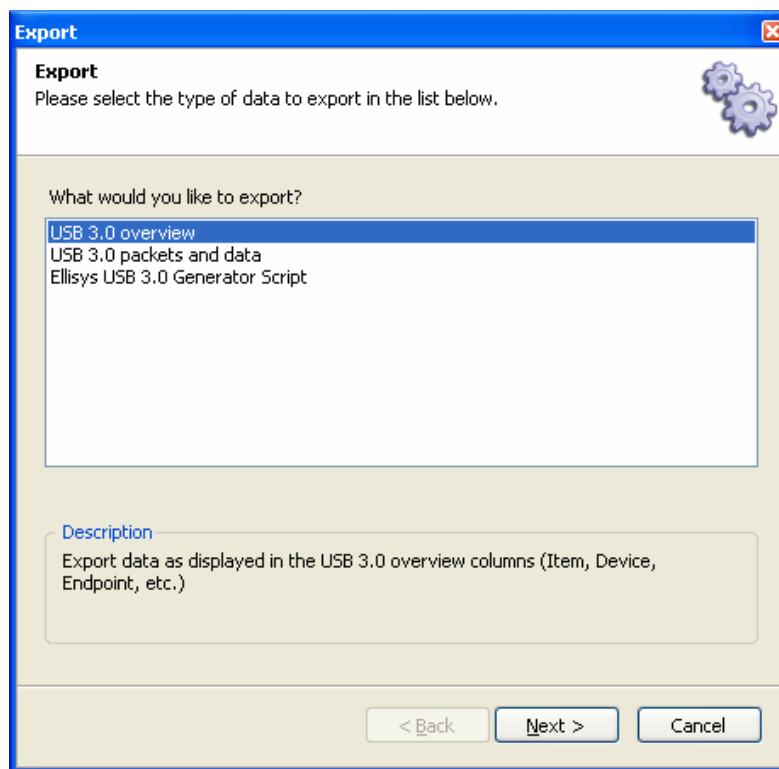 Export
Export
Please select the type of data to export in the list below.
What would you like to export?
USB 3.0 overview
USB 3.0 packets and data
Ellisys USB 3.0 Generator Script
Description
Export data as displayed in the USB 3.0 overview columns (Item, Device,
Endpoint, etc.)
< Back
Next >
Cancel